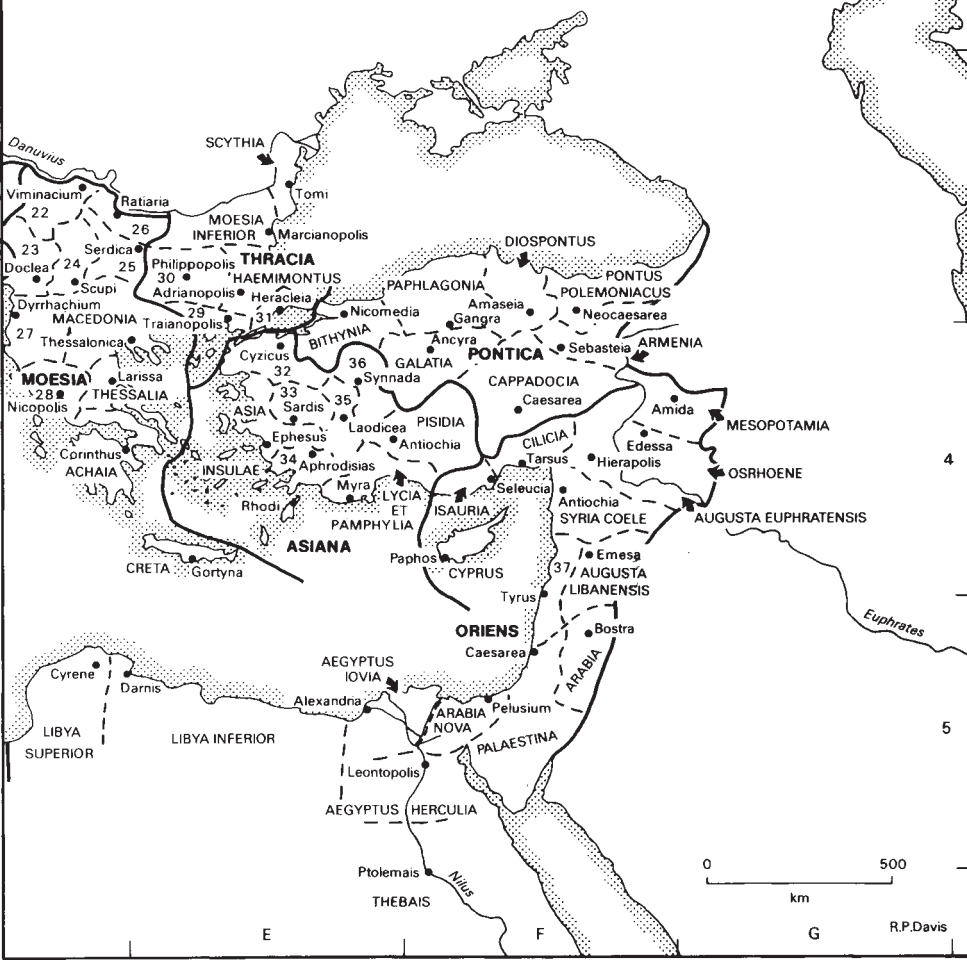 SCYTHIA
Danuvius
Viminacium
Ratiaria
Tomi
22
26
MOESIA
INFERIOR
Marcianopolis
23
Serdica
THRACIA
DIOSPONTUS
Doclea
24
25
Philippopolis
30
HAEMIMONTUS
PONTUS
POLEMONIACUS
Scupi
Adrianopolis
Heracleia
PAPHLAGONIA
Amaseia
Dyrrhachium
MACEDONIA
29
Traianopolis
31
Nicomedia
Gangra
Neocaesarea
27
Thessalonica
BITHYNIA
Ancyra
PONTICA
Sebasteia
ARMENIA
Cyzicus
32
36
GALATIA
MOESIA
Larissa
THESSALIA
Synnada
CAPPADOCIA
28
Nicopolis
33
35
Caesarea
Amida
ASIA
Sardis
Laodicea
PISIDIA
MESOPOTAMIA
Corinthus
ACHAIA
Ephesus
34
Antiochia
CILICIA
Edessa
4
INSULAE
Aphrodisias
Tarsus
Hierapolis
OSRHOENE
Myra
LYCIA
ET
PAMPHYLIA
Seleucia
Antiochia
Rhodi
ISAURIA
SYRIA COELE
AUGUSTA EUPHRATENSIS
ASIANA
CRETA
Gortyna
Paphos
CYPRUS
Emesa
37
AUGUSTA
LIBANENSIS
Tyrus
Euphrates
ORIENS
Bostra
Caesarea
ARABIA
Cyrene
Darnis
AEGYPTUS
IOVIA
Alexandria
ARABIA
NOVA
Pelusium
LIBYA
SUPERIOR
LIBYA INFERIOR
PALAESTINA
5
Leontopolis
AEGYPTUS HERCULIA
0 500
km
Ptolemais
Nilus
THEBAIS
E F G
R.P.Davis